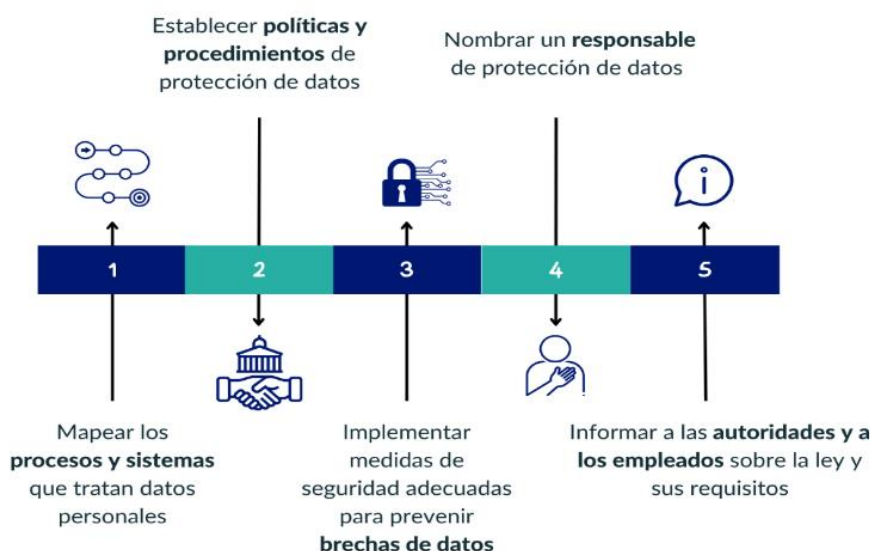 Establecer políticas y
procedimientos de
protección de datos
Nombrar un responsable
de protección de datos
i
1
2
3
4
5
Mapear los
procesos y sistemas
que tratan datos
personales
Implementar
medidas de
seguridad adecuadas
para prevenir
brechas de datos
Informar a las autoridades y a
los empleados sobre la ley y
sus requisitos